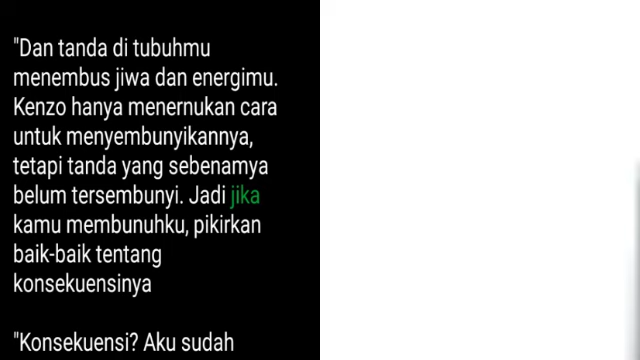 "Dan tanda di tubuhmu
menembus jiwa dan energimu.
Kenzo hanya menernukan cara
untuk menyembunyikannya,
tetapi tanda yang sebenamya
belum tersembunyi. Jadi jika
kamu membunuhku, pikirkan
baik-baik tentang
konsekuensinya
"Konsekuensi? Aku sudah